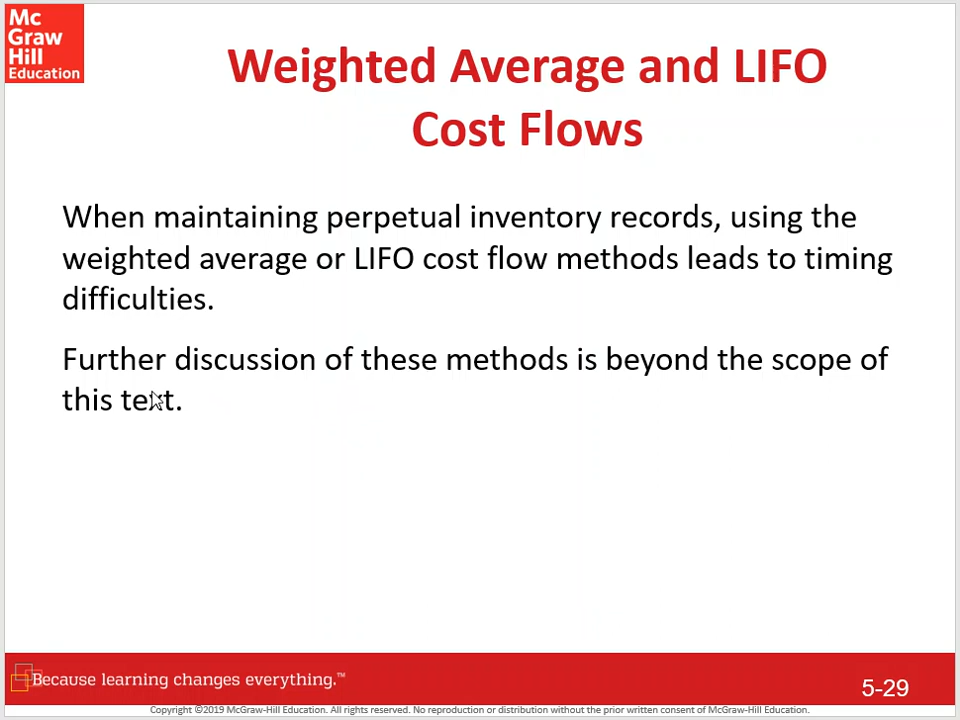 Mc
Graw
Hill
Education
Weighted Average and LIFO
Cost Flows
When maintaining perpetual inventory records, using the
weighted average or LIFO cost flow methods leads to timing
difficulties.
Further discussion of these methods is beyond the scope of
this text.
Because learning changes everything.™
5-29
Copyright ©2019 McGraw-Hill Education. All rights reserved. No reproduction or distribution without the prior written consent of McGraw-Hill Education.